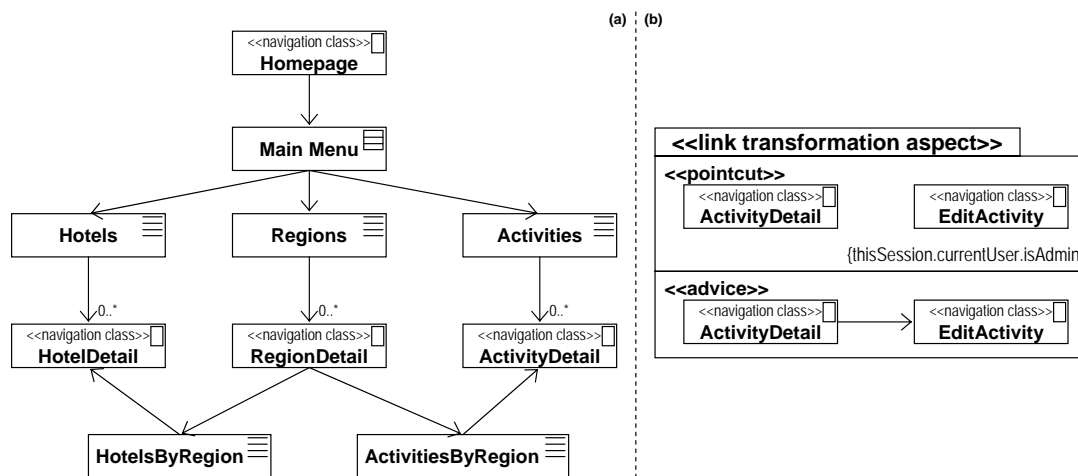 (a)
(b)
<<navigation class>>
Homepage
Main Menu
Hotels
Regions
Activities
0..*
0..*
0..*
<<navigation class>>
HotelDetail
<<navigation class>>
RegionDetail
<<navigation class>>
ActivityDetail
HotelsByRegion
ActivitiesByRegion
<<link transformation aspect>>
<<pointcut>>
<<navigation class>>
ActivityDetail
<<navigation class>>
EditActivity
{thisSession.currentUser.isAdmin
<<advice>>
<<navigation class>>
ActivityDetail
<<navigation class>>
EditActivity